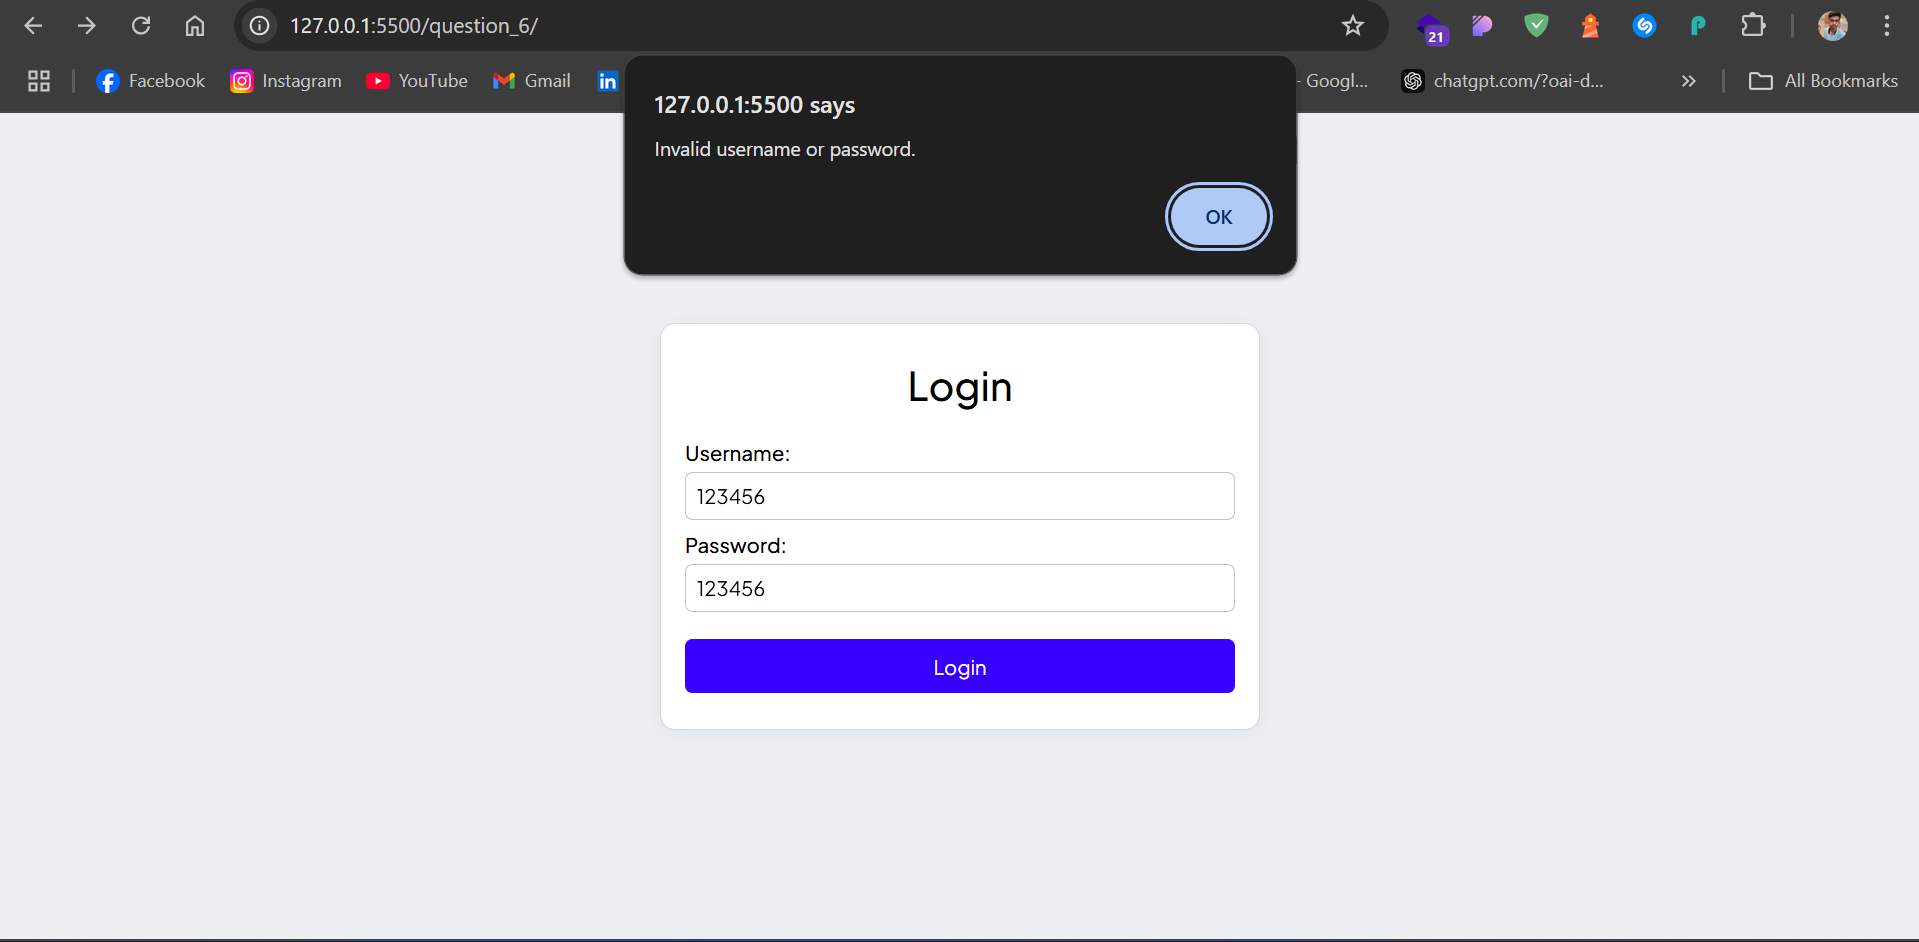 127.0.0.1:5500/question_6/
21
Facebook
Instagram
YouTube
Gmail
in
- Googl...
chatgpt.com/?oai-d...
All Bookmarks
127.0.0.1:5500 says
Invalid username or password.
OK
Login
Username:
123456
Password:
123456
Login